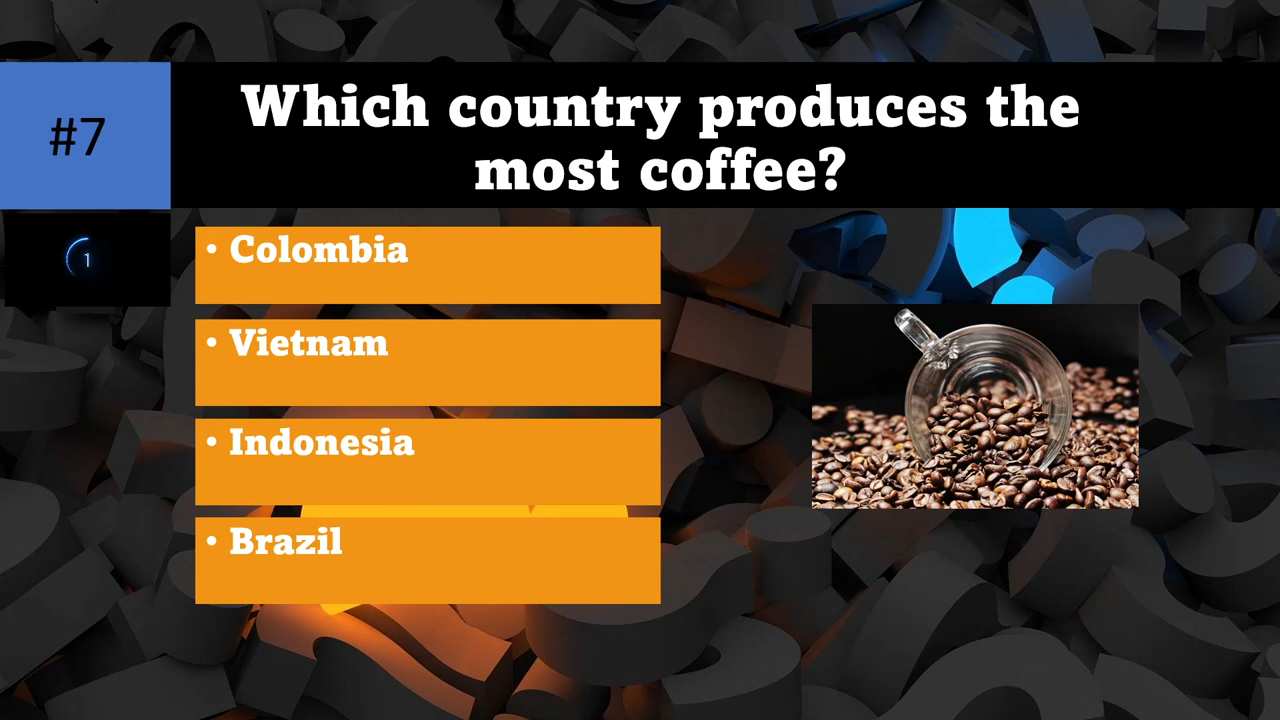 #7
Which country produces the
most coffee?
1
• Colombia
• Vietnam
• Indonesia
• Brazil